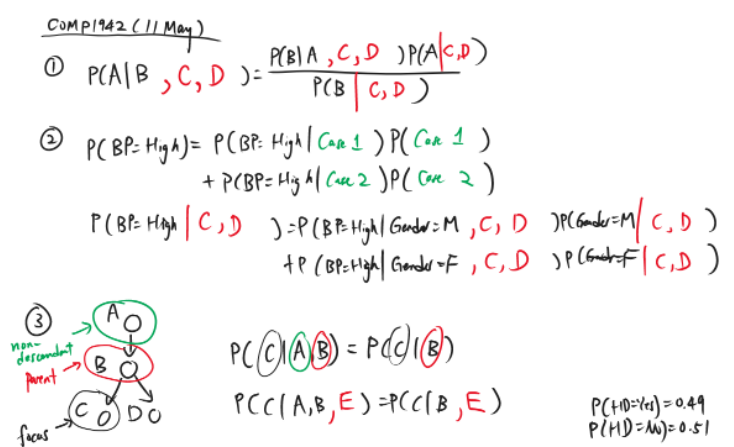 COMP1942 (11 May)
① P(A|B, C, D) = P(B|A, C, D) P(A|C, D)
P(B|C, D)
② P(BP=High) = P(BP=High|Case 1) P(Case 1)
+ P(BP=High|Case 2) P(Case 2)
P(BP=High|C, D) = P(BP=High|Gender=M, C, D) P(Gender=M|C, D)
+ P(BP=High|Gender=F, C, D) P(Gender=F|C, D)
③
A
non-descendant
B
parent
C D
focus
P(C|A,B) = P(C|B)
P(C|A,B,E) = P(C|B,E)
P(HD=Yes) = 0.49
P(HD=No) = 0.51